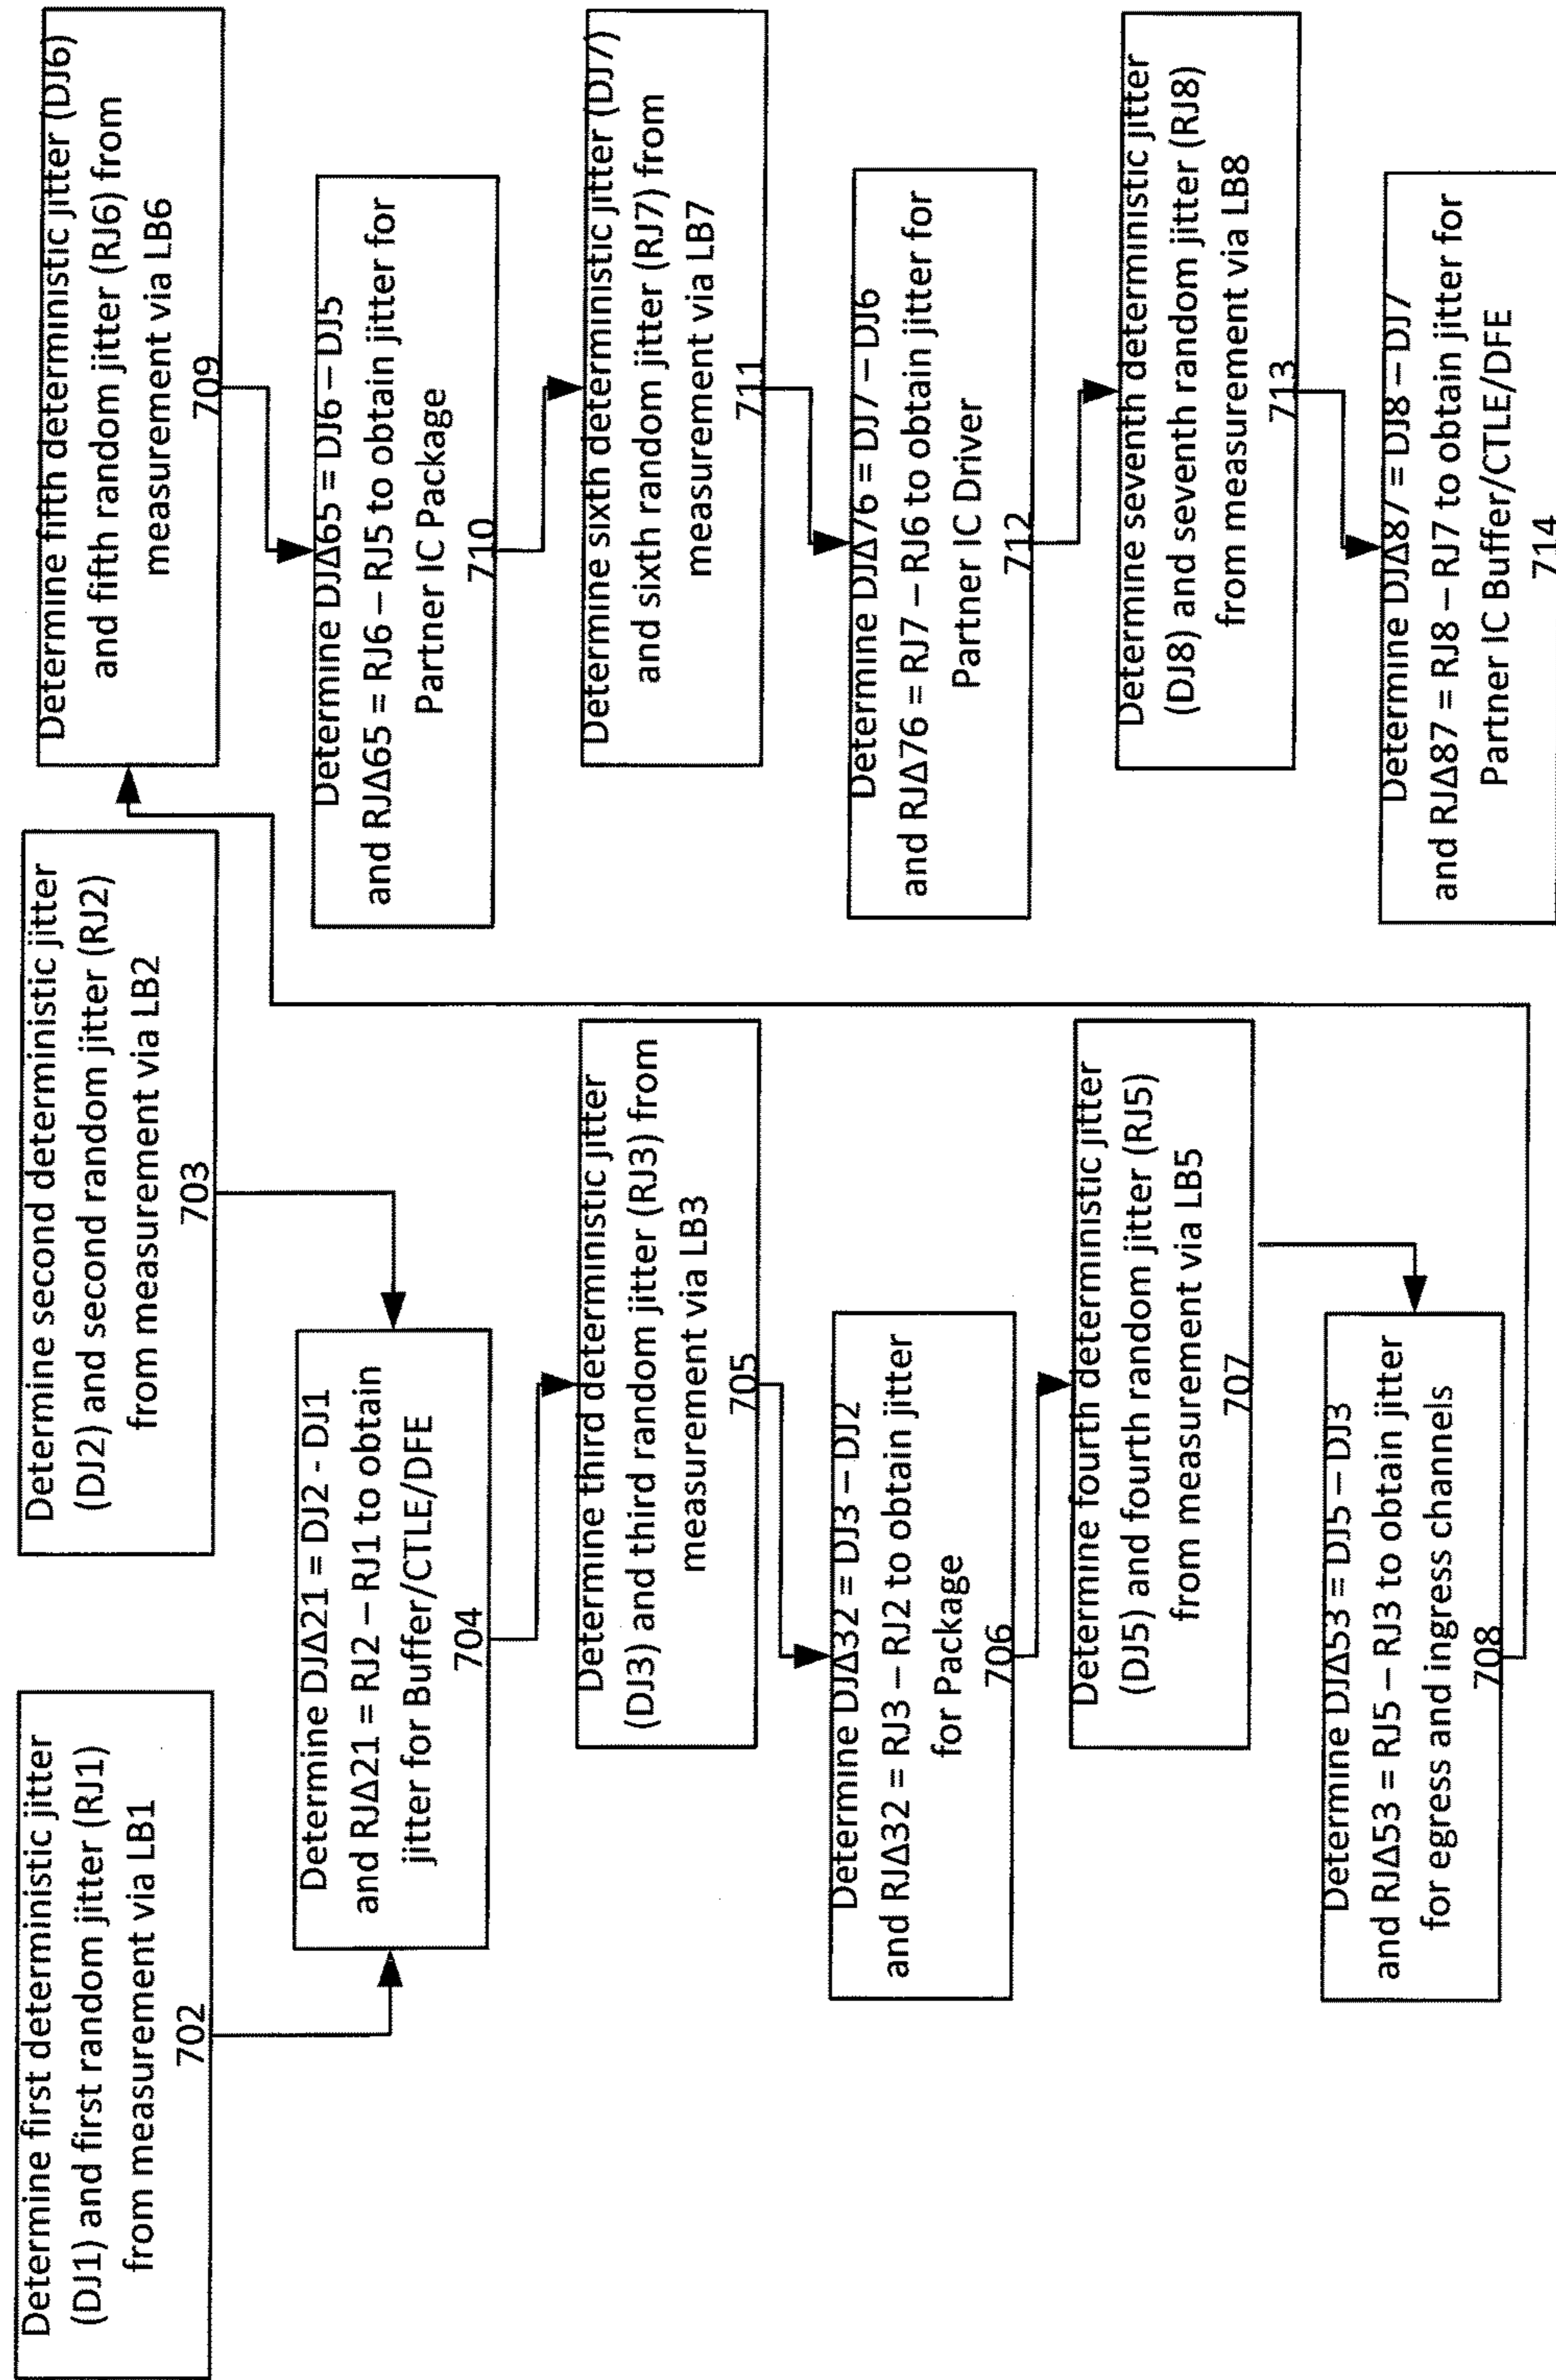 Determine first deterministic jitter
(DJ1) and first random jitter (RJ1)
from measurement via LB1
702
Determine second deterministic jitter
(DJ2) and second random jitter (RJ2)
from measurement via LB2
703
Determine DJΔ21 = DJ2 - DJ1
and RJΔ21 = RJ2 – RJ1 to obtain
jitter for Buffer/CTLE/DFE
704
Determine third deterministic jitter
(DJ3) and third random jitter (RJ3) from
measurement via LB3
705
Determine DJΔ32 = DJ3 – DJ2
and RJΔ32 = RJ3 – RJ2 to obtain jitter
for Package
706
Determine fourth deterministic jitter
(DJ5) and fourth random jitter (RJ5)
from measurement via LB5
707
Determine DJΔ53 = DJ5 – DJ3
and RJΔ53 = RJ5 – RJ3 to obtain jitter
for egress and ingress channels
708
Determine fifth deterministic jitter (DJ6)
and fifth random jitter (RJ6) from
measurement via LB6
709
Determine DJΔ65 = DJ6 – DJ5
and RJΔ65 = RJ6 – RJ5 to obtain jitter for
Partner IC Package
710
Determine sixth deterministic jitter (DJ7)
and sixth random jitter (RJ7) from
measurement via LB7
711
Determine DJΔ76 = DJ7 – DJ6
and RJΔ76 = RJ7 – RJ6 to obtain jitter for
Partner IC Driver
712
Determine seventh deterministic jitter
(DJ8) and seventh random jitter (RJ8)
from measurement via LB8
713
Determine DJΔ87 = DJ8 – DJ7
and RJΔ87 = RJ8 – RJ7 to obtain jitter for
Partner IC Buffer/CTLE/DFE
714